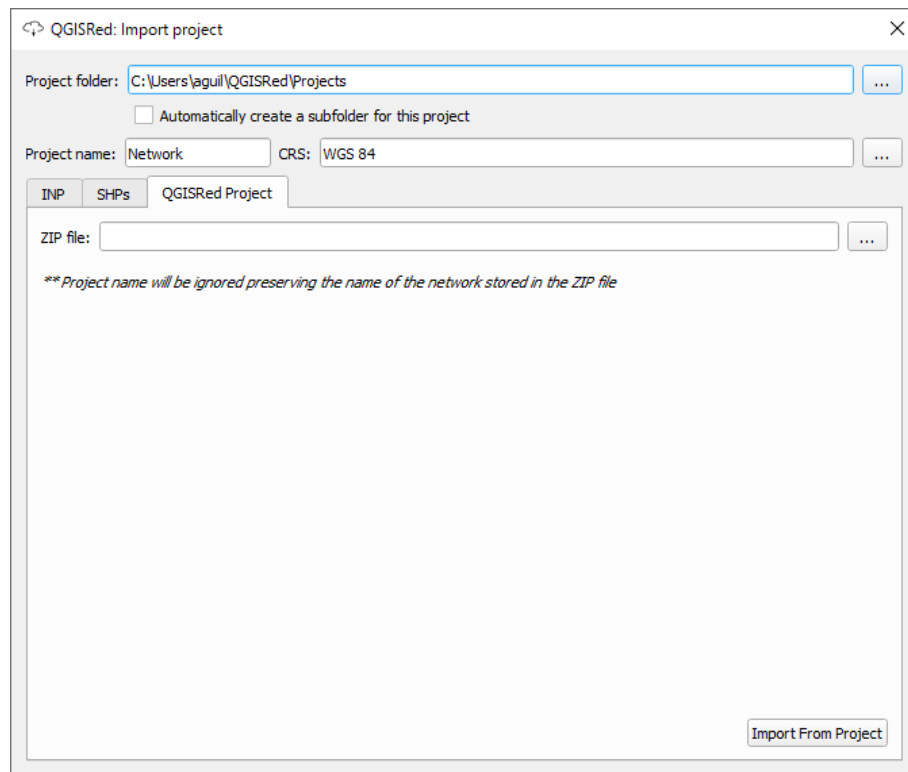 QGISRed: Import project
Project folder: C:\Users\aguil\QGISRed\Projects ...
Automatically create a subfolder for this project
Project name: Network CRS: WGS 84 ...
INP SHPs QGISRed Project
ZIP file: ...
** Project name will be ignored preserving the name of the network stored in the ZIP file
Import From Project